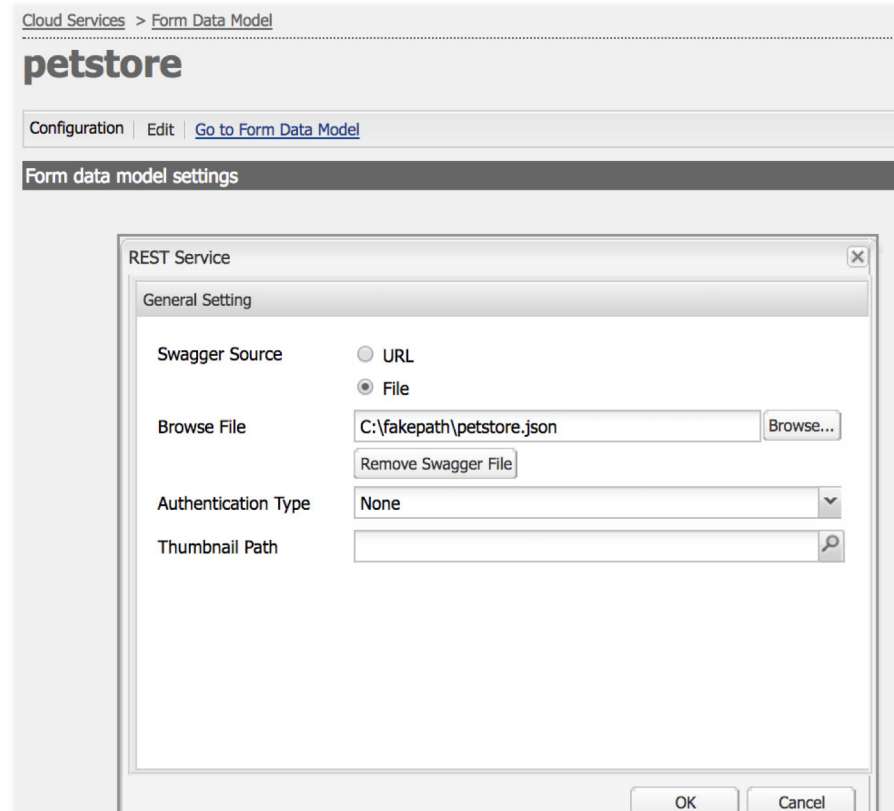 Cloud Services > Form Data Model
petstore
Configuration Edit Go to Form Data Model
Form data model settings
REST Service
General Setting
Swagger Source URL
File
Browse File C:\fakepath\petstore.json Browse...
Remove Swagger File
Authentication Type None
Thumbnail Path
OK Cancel